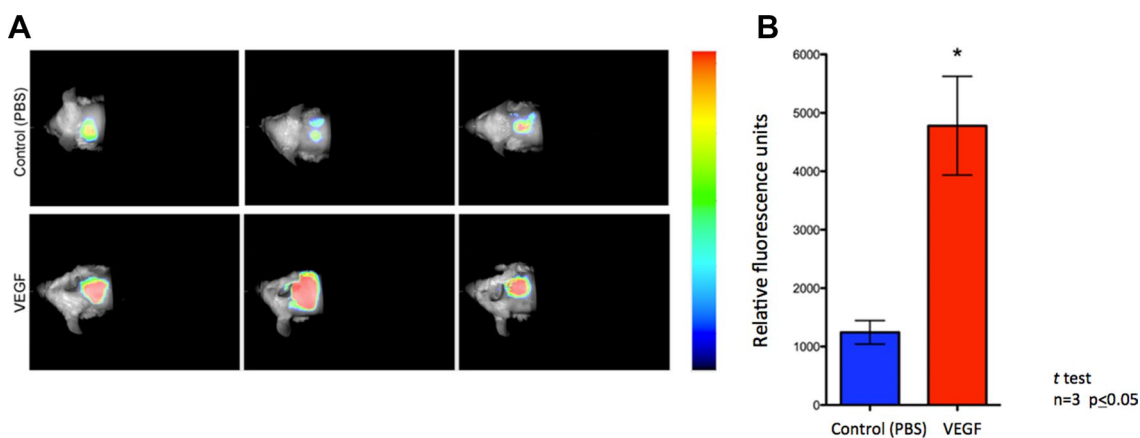 A
Control (PBS)
VEGF
B
Relative fluorescence units
6000
5000
4000
3000
2000
1000
0
*
Control (PBS)
VEGF
t test
n=3 p≤0.05